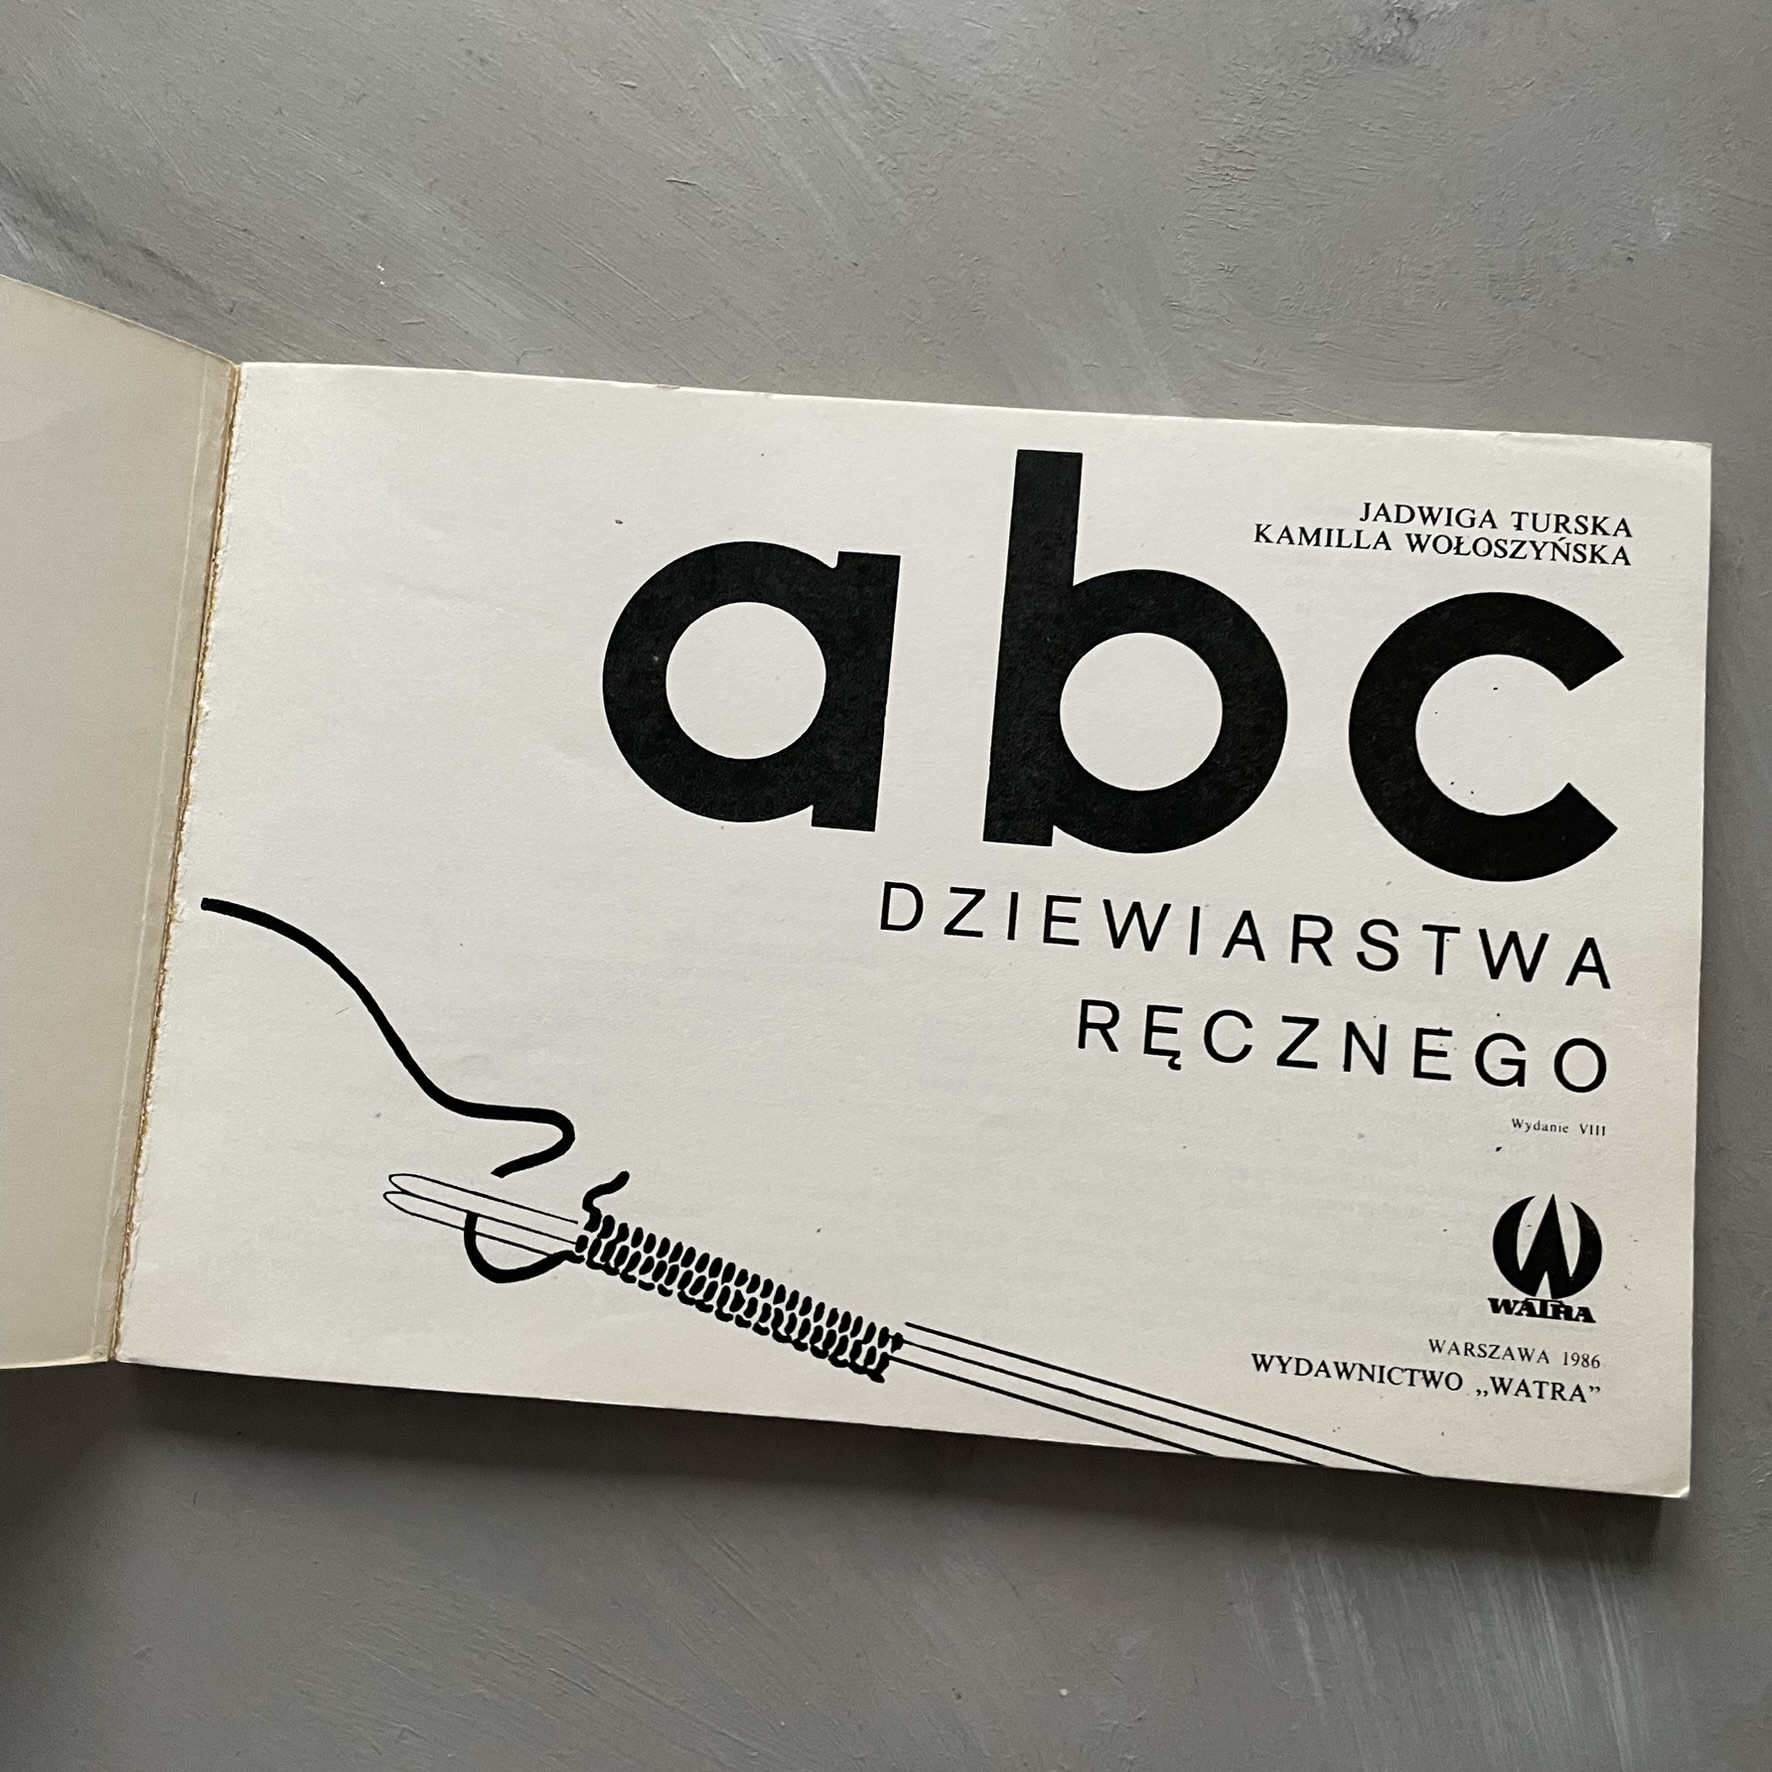 JADWIGA TURSKA
KAMILLA WOŁOSZYŃSKA
abc
DZIEWIARSTWA
RĘCZNEGO
Wydanie VIII
WATRA
WARSZAWA 1986
WYDAWNICTWO „WATRA”